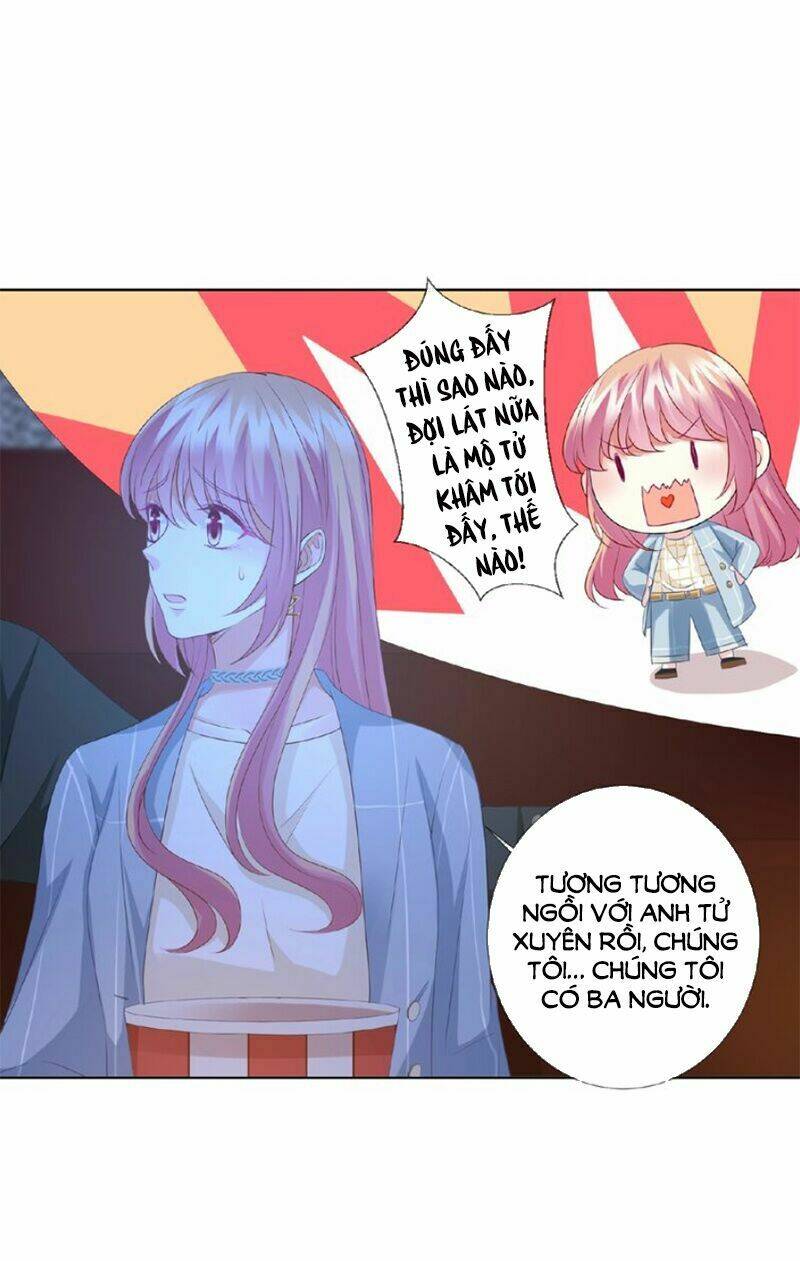 ĐÚNG ĐẤY
THÌ SAO NÀO,
ĐỢI LÁT NỮA
LÀ MỘ TỬ
KHÂM TỚI
ĐẤY, THẾ
NÀO!
TƯƠNG TƯƠNG
NGỒI VỚI ANH TỬ
XUYÊN RỒI, CHÚNG
TÔI... CHÚNG TÔI
CÓ BA NGƯỜI.